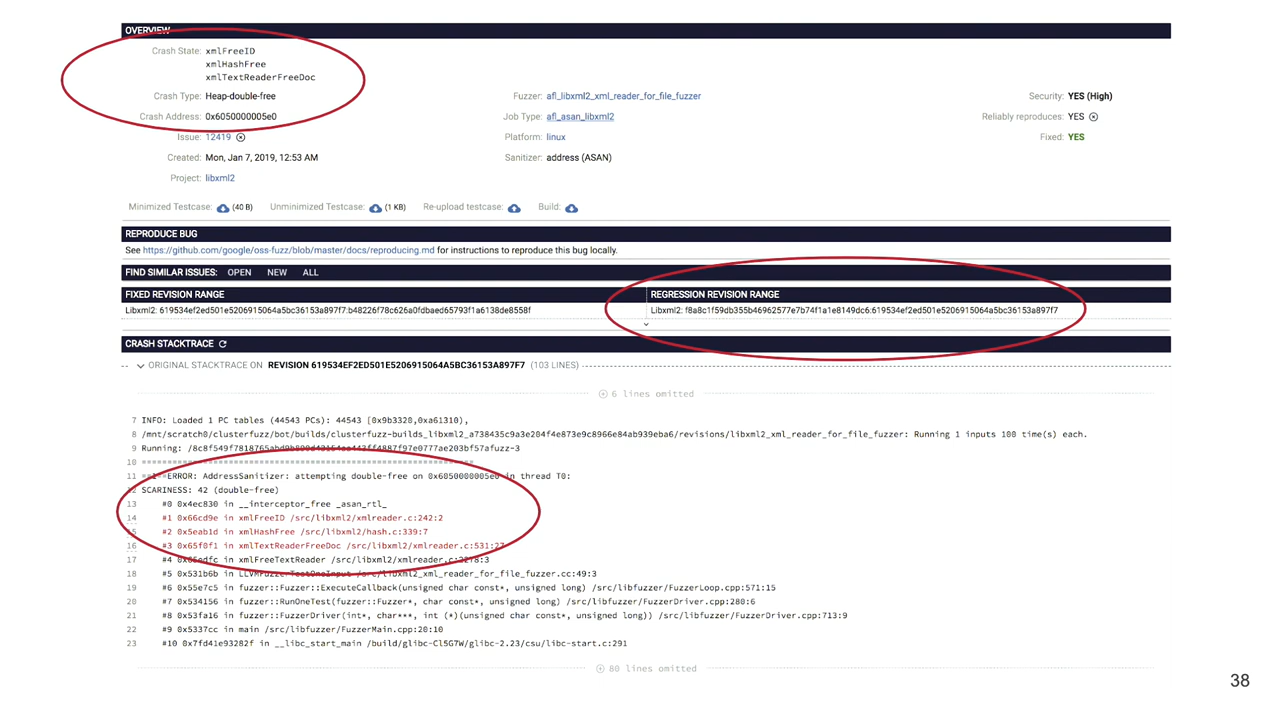 OVERVIEW
Crash State: xmlFreeID
xmlHashFree
xmlTextReaderFreeDoc
Crash Type: Heap-double-free
Fuzzer: afl_libxml2_xml_reader_for_file_fuzzer
Security: YES (High)
Crash Address: 0x6050000005e0
Job Type: afl_asan_libxml2
Reliably reproduces: YES
Issue: 12419
Platform: linux
Fixed: YES
Created: Mon, Jan 7, 2019, 12:53 AM
Sanitizer: address (ASAN)
Project: libxml2
Minimized Testcase: (40 B) Unminimized Testcase: (1 KB) Re-upload testcase: Build:
REPRODUCE BUG
See https://github.com/google/oss-fuzz/blob/master/docs/reproducing.md for instructions to reproduce this bug locally.
FIND SIMILAR ISSUES: OPEN NEW ALL
FIXED REVISION RANGE
Libxml2: 619534ef2ed501e5206915064a5bc36153a897f7:b48226f78c626a0fdbaed65793f1a6138de8558f
REGRESSION REVISION RANGE
Libxml2: f8a8c1f59db355b46962577e7b74f1a1e8149dc6:619534ef2ed501e5206915064a5bc36153a897f7
CRASH STACKTRACE
ORIGINAL STACKTRACE ON REVISION 619534EF2ED501E5206915064A5BC36153A897F7 (103 LINES)
6 lines omitted
7 INFO: Loaded 1 PC tables (44543 PCs): 44543 [0x9b3320,0xa61310),
8 /mnt/scratch0/clusterfuzz/bot/builds/clusterfuzz-builds_libxml2_a738435c9a3e204f4e873e9c8966e84ab939eba6/revisions/libxml2_xml_reader_for_file_fuzzer: Running 1 inputs 100 time(s) each.
9 Running:
10 =================================================================
11 ERROR: AddressSanitizer: attempting double-free on 0x6050000005e0 in thread T0:
12 SCARINESS: 42 (double-free)
13 #0 0x4ec830 in __interceptor_free _asan_rtl_
14 #1 0x66cd9e in xmlFreeID /src/libxml2/xmlreader.c:242:2
15 #2 0x5eab1d in xmlHashFree /src/libxml2/hash.c:339:7
16 #3 0x65f0f1 in xmlTextReaderFreeDoc /src/libxml2/xmlreader.c:531:27
17 #4 in xmlFreeTextReader /src/libxml2/xmlreader.c:2278:3
18 #5 0x531b6b in LLVMFuzzerTestOneInput /src/libxml2_xml_reader_for_file_fuzzer.cc:49:3
19 #6 0x55e7c5 in fuzzer::Fuzzer::ExecuteCallback(unsigned char const*, unsigned long) /src/libfuzzer/FuzzerLoop.cpp:571:15
20 #7 0x534156 in fuzzer::RunOneTest(fuzzer::Fuzzer*, char const*, unsigned long) /src/libfuzzer/FuzzerDriver.cpp:280:6
21 #8 0x53fa16 in fuzzer::FuzzerDriver(int*, char***, int (*)(unsigned char const*, unsigned long)) /src/libfuzzer/FuzzerDriver.cpp:713:9
22 #9 0x5337cc in main /src/libfuzzer/FuzzerMain.cpp:20:10
23 #10 0x7fd41e93282f in __libc_start_main /build/glibc-Cl5G7W/glibc-2.23/csu/libc-start.c:291
80 lines omitted
38